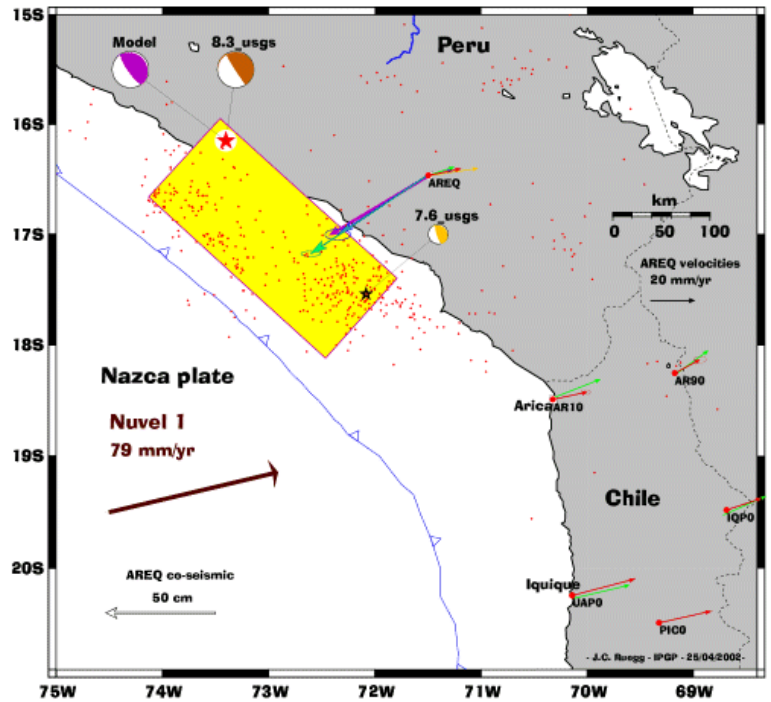 15S
Model
8.3_usgs
Peru
16S
AREQ
km
0 50 100
7.6_usgs
17S
AREQ velocities
20 mm/yr
18S
Nazca plate
AR90
Nuvel 1
Arica
AR10
79 mm/yr
19S
Chile
IQP0
20S
AREQ co-seismic
50 cm
Iquique
UAP0
PIC0
- J.C. Ruegg - IPGP - 25/04/2002-
75W 74W 73W 72W 71W 70W 69W